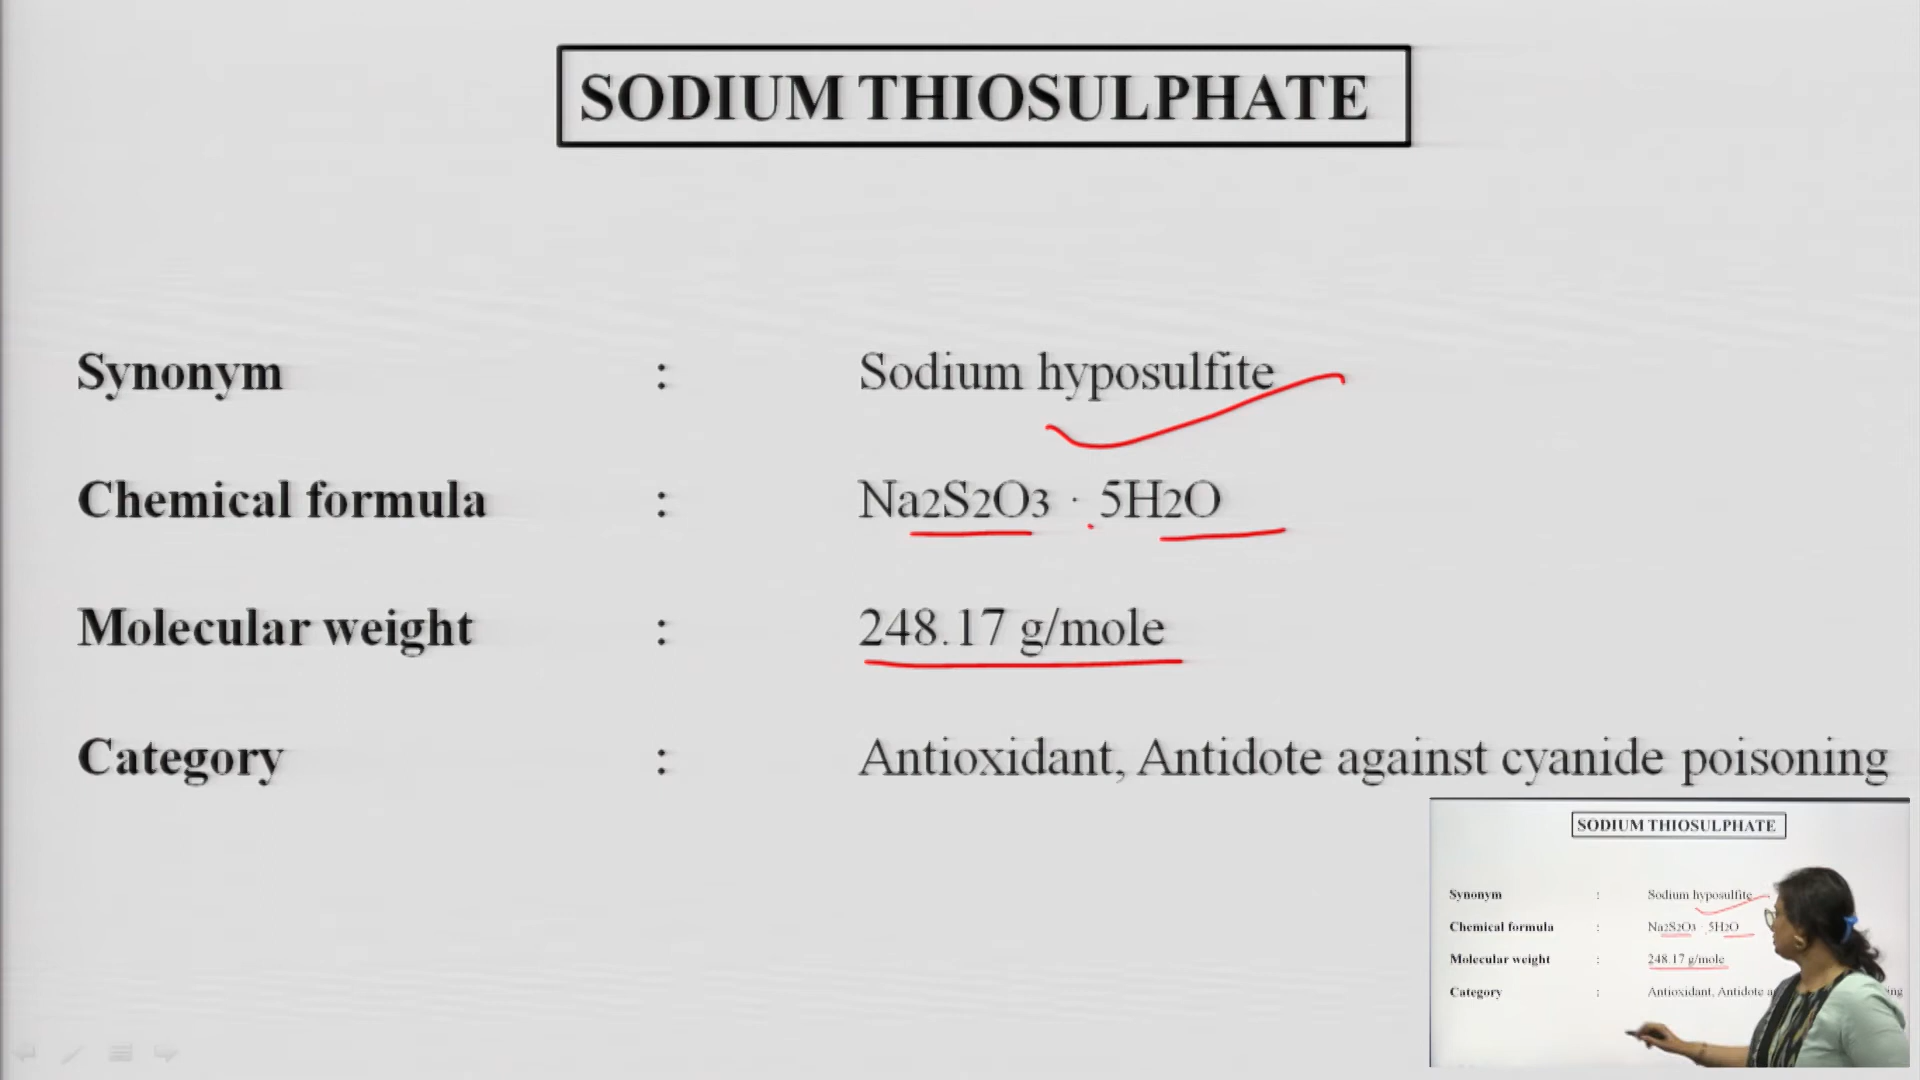 SODIUM THIOSULPHATE
Synonym : Sodium hyposulfite
Chemical formula : Na2S2O3 · 5H2O
Molecular weight : 248.17 g/mole
Category : Antioxidant, Antidote against cyanide poisoning
SODIUM THIOSULPHATE
Synonym : Sodium hyposulfite
Chemical formula : Na2S2O3 · 5H2O
Molecular weight : 248.17 g/mole
Category : Antioxidant, Antidote